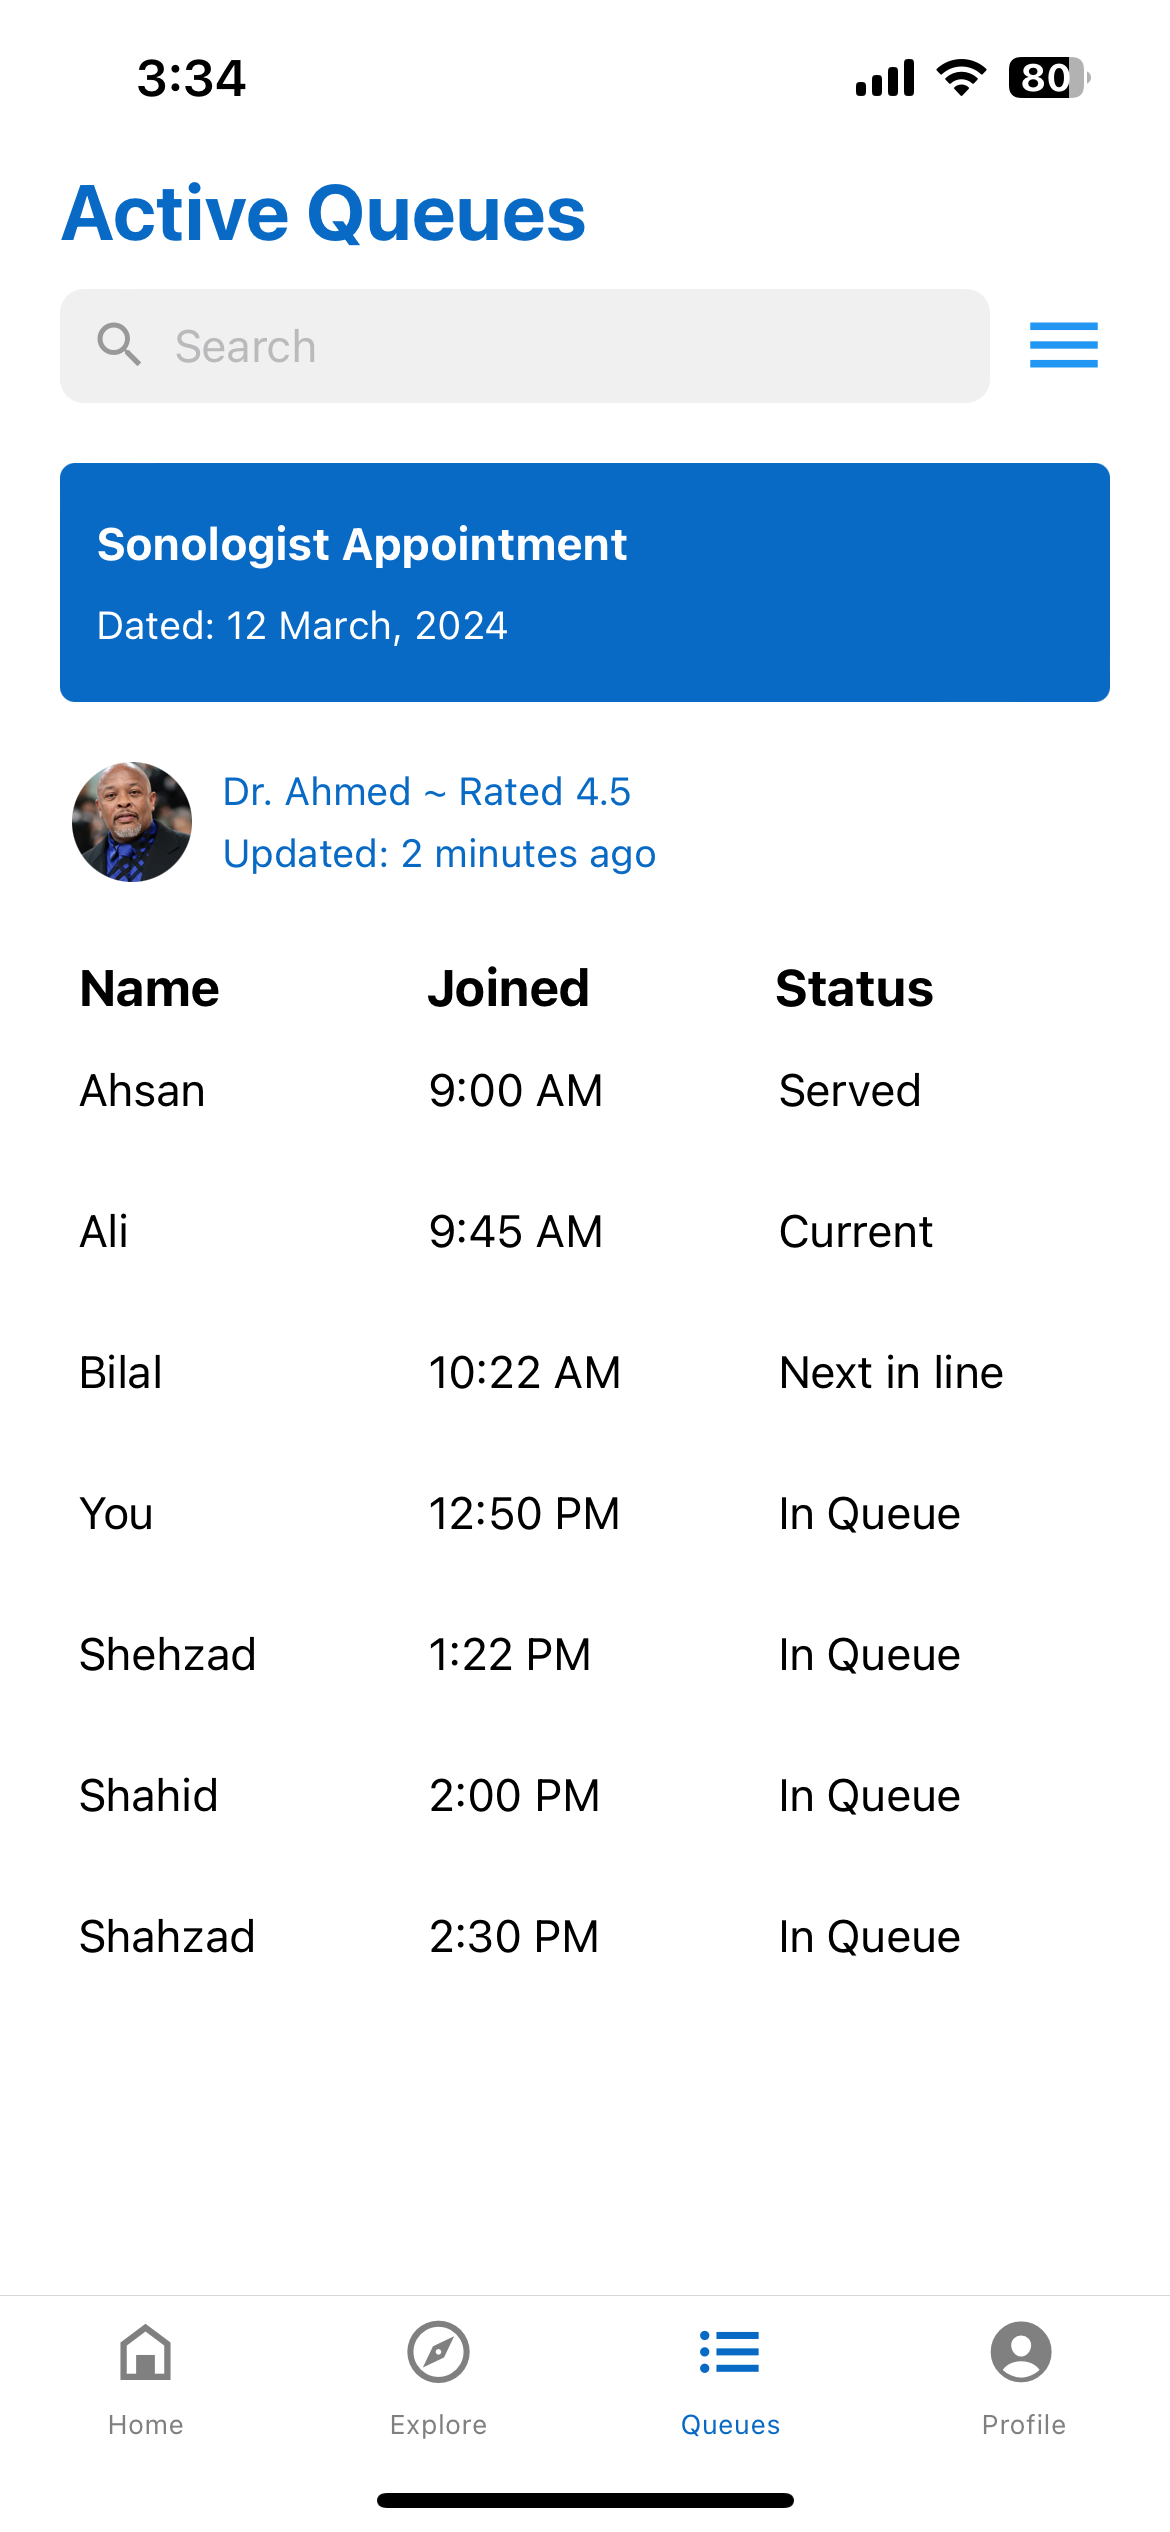 3:34
80
Active Queues
Search
Sonologist Appointment
Dated: 12 March, 2024
Dr. Ahmed ~ Rated 4.5
Updated: 2 minutes ago
Name Joined Status
Ahsan 9:00 AM Served
Ali 9:45 AM Current
Bilal 10:22 AM Next in line
You 12:50 PM In Queue
Shehzad 1:22 PM In Queue
Shahid 2:00 PM In Queue
Shahzad 2:30 PM In Queue
Home Explore Queues Profile